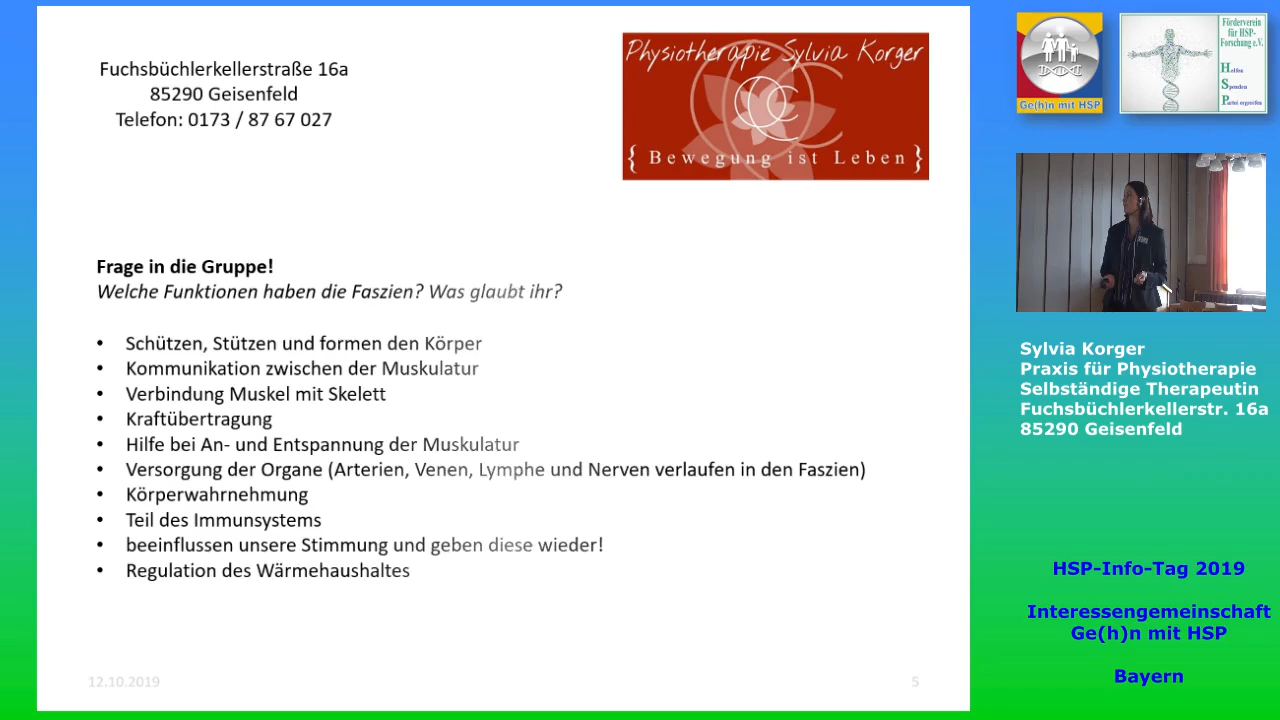 Fuchsbüchlerkellerstraße 16a
85290 Geisenfeld
Telefon: 0173 / 87 67 027
Physiotherapie Sylvia Korger
{ Bewegung ist Leben }
Frage in die Gruppe!
Welche Funktionen haben die Faszien? Was glaubt ihr?
• Schützen, Stützen und formen den Körper
• Kommunikation zwischen der Muskulatur
• Verbindung Muskel mit Skelett
• Kraftübertragung
• Hilfe bei An- und Entspannung der Muskulatur
• Versorgung der Organe (Arterien, Venen, Lymphe und Nerven verlaufen in den Faszien)
• Körperwahrnehmung
• Teil des Immunsystems
• beeinflussen unsere Stimmung und geben diese wieder!
• Regulation des Wärmehaushaltes
12.10.2019
5
Ge(h)n mit HSP
Förderverein
für HSP-
Forschung e.V.
Helfen
Spenden
Partei ergreifen
Sylvia Korger
Praxis für Physiotherapie
Selbständige Therapeutin
Fuchsbüchlerkellerstr. 16a
85290 Geisenfeld
HSP-Info-Tag 2019
Interessengemeinschaft
Ge(h)n mit HSP
Bayern